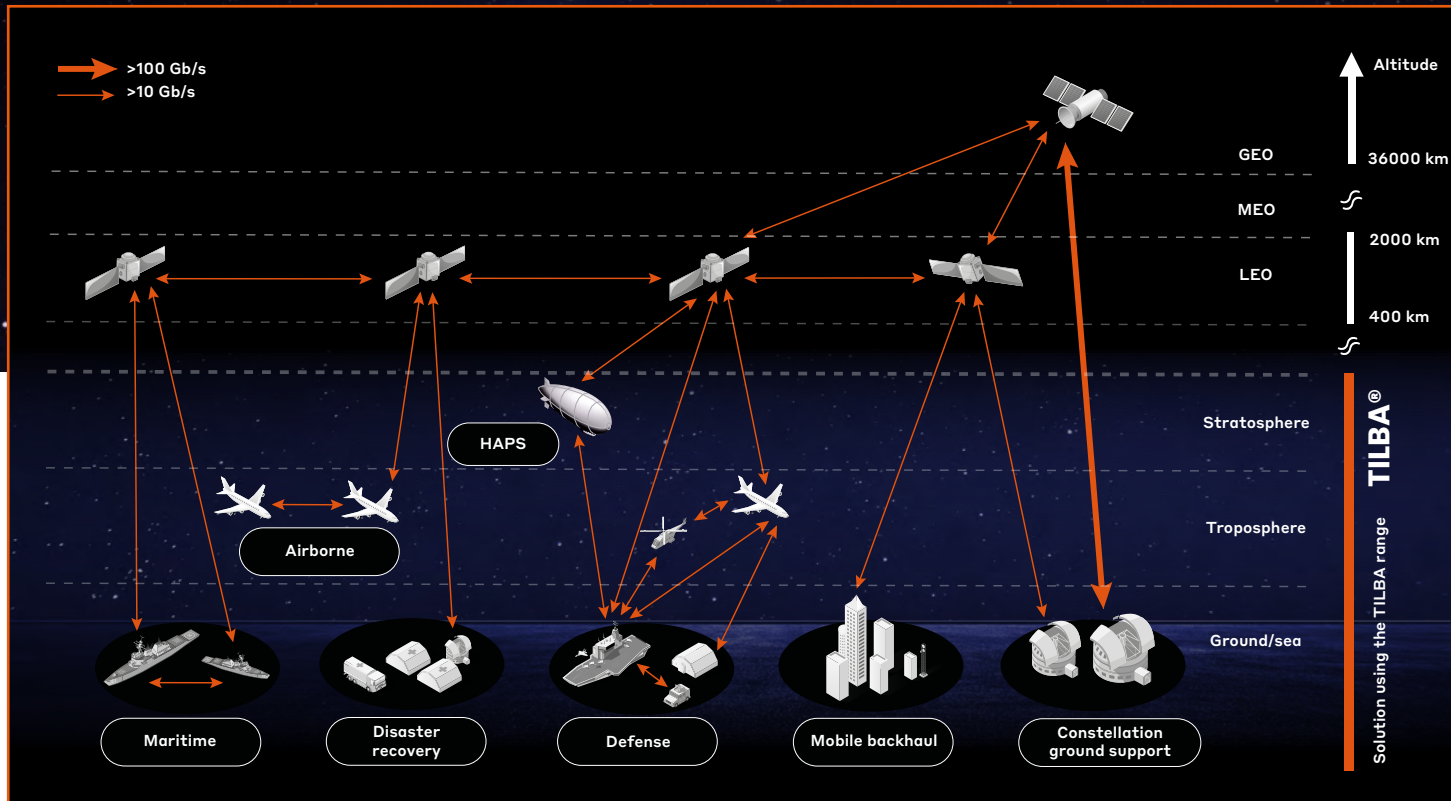 >100 Gb/s
>10 Gb/s
Altitude
GEO
36000 km
MEO
2000 km
LEO
400 km
HAPS
Stratosphere
TILBA®
Airborne
Troposphere
Solution using the TILBA range
Ground/sea
Maritime
Disaster
recovery
Defense
Mobile backhaul
Constellation
ground support